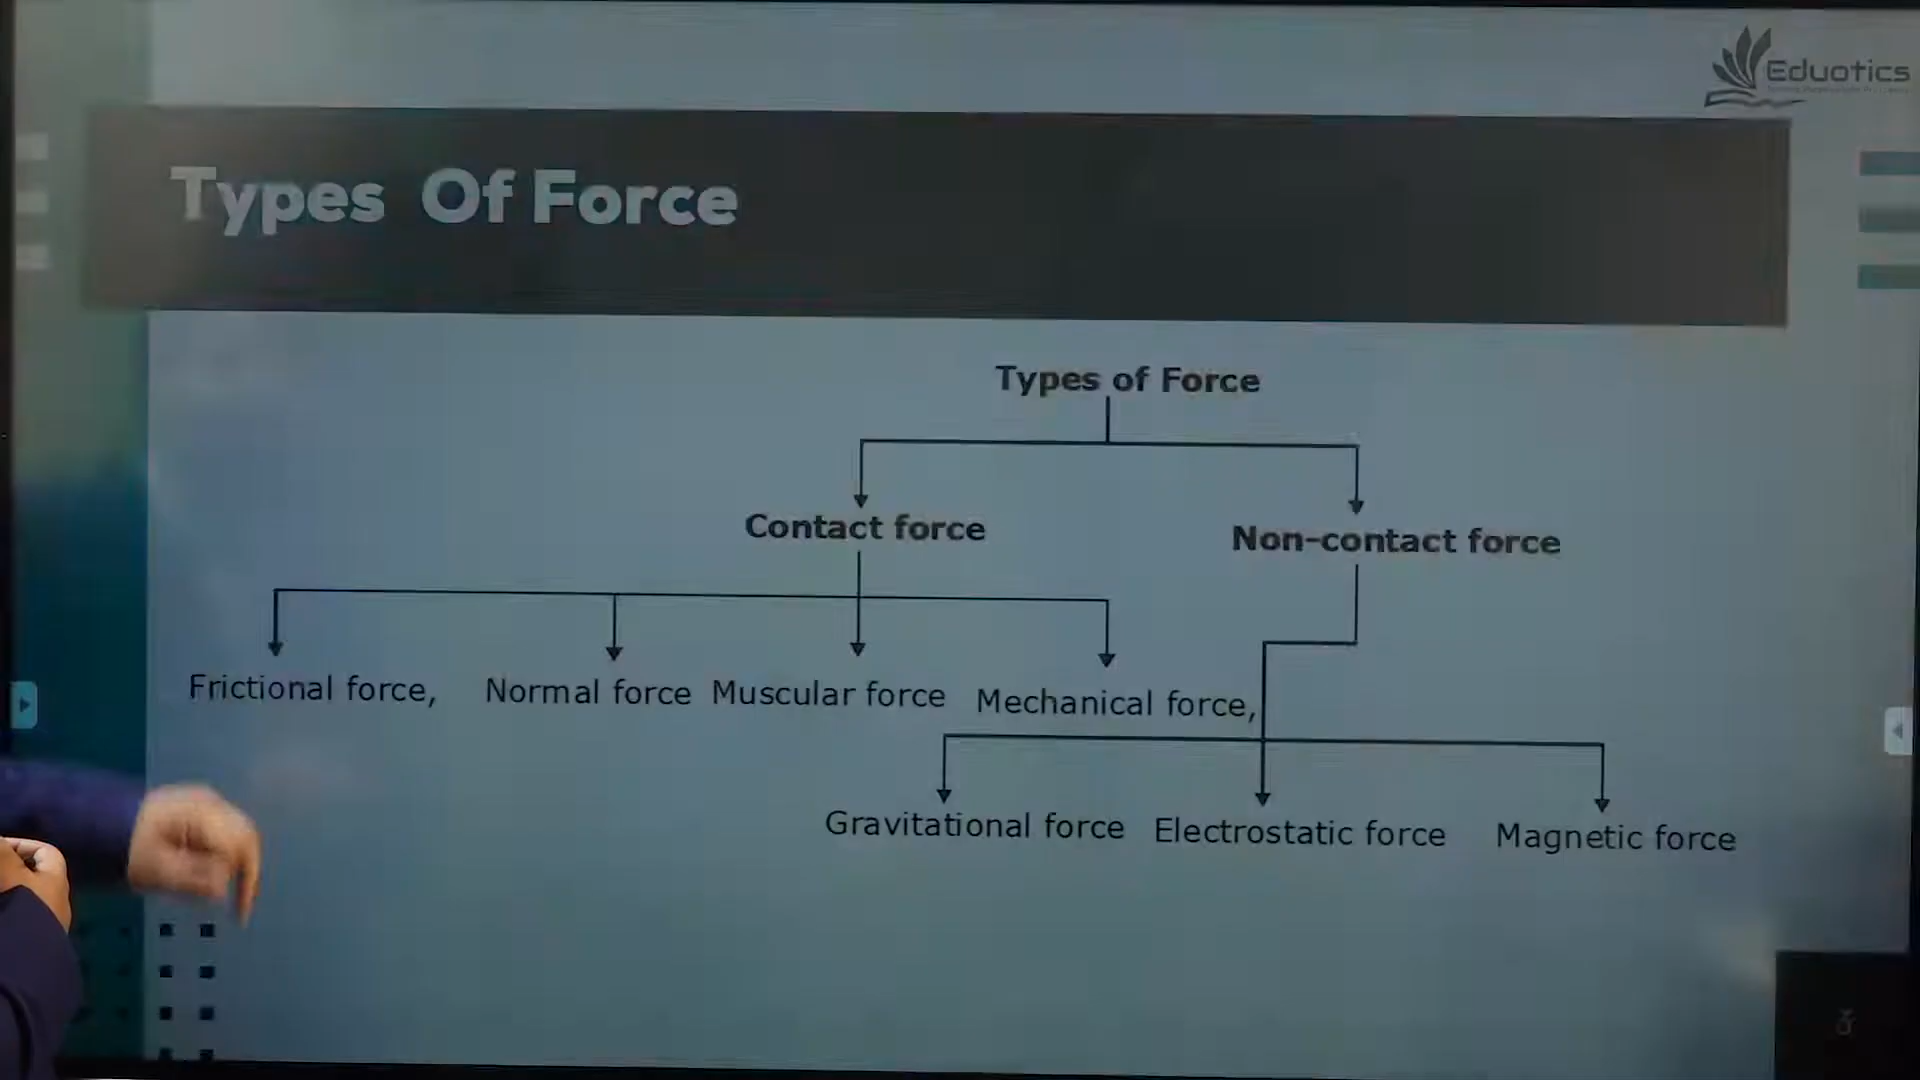 Eduotics
Types Of Force
Types of Force
Contact force
Non-contact force
Frictional force,
Normal force
Muscular force
Mechanical force,
Gravitational force
Electrostatic force
Magnetic force